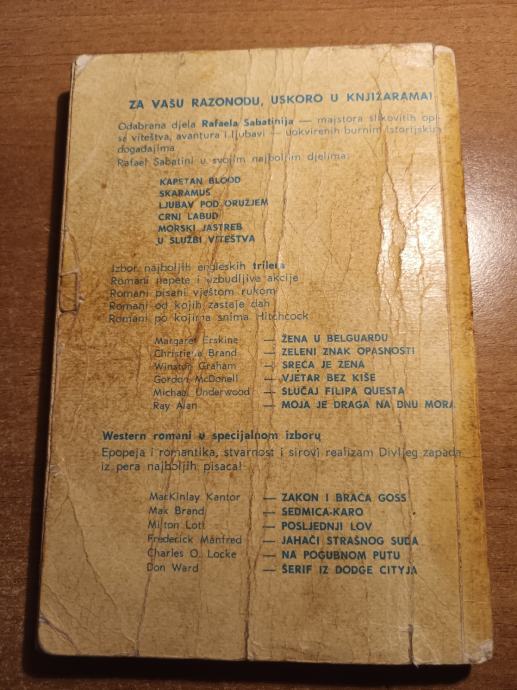 ZA VAŠU RAZONODU, USKORO U KNJIŽARAMA!
Odabrana djela Rafaela Sabatinija — majstora slikovitih opi-
sa viteštva, avantura i ljubavi — uokvirenih burnim istorijskim
događajima
Rafael Sabatini u svojim najboljim djelima:
KAPETAN BLOOD
SKARAMUŠ
LJUBAV POD ORUŽJEM
CRNI LABUD
MORSKI JASTREB
U SLUŽBI VITEŠTVA
Izbor najboljih engleskih trilera
Romani napete i uzbudljive akcije
Romani pisani vještom rukom
Romani od kojih zastaje dah
Romani po kojima snima Hitchcock
Margaret Erskine — ŽENA U BELGUARDU
Christiana Brand — ZELENI ZNAK OPASNOSTI
Winston Graham — SREĆA JE ŽENA
Gordon McDonell — VJETAR BEZ KIŠE
Michael Underwood — SLUČAJ FILIPA QUESTA
Ray Alan — MOJA JE DRAGA NA DNU MORA
Western romani u specijalnom izboru
Epopeja i romantika, stvarnost i sirovi realizam Divljeg zapada
iz pera najboljih pisaca!
MacKinlay Kantor — ZAKON I BRAĆA GOSS
Mak Brand — SEDMICA-KARO
Milton Lott — POSLJEDNJI LOV
Frederick Manfred — JAHAČI STRAŠNOG SUDA
Charles O. Locke — NA POGUBNOM PUTU
Don Ward — ŠERIF IZ DODGE CITYJA